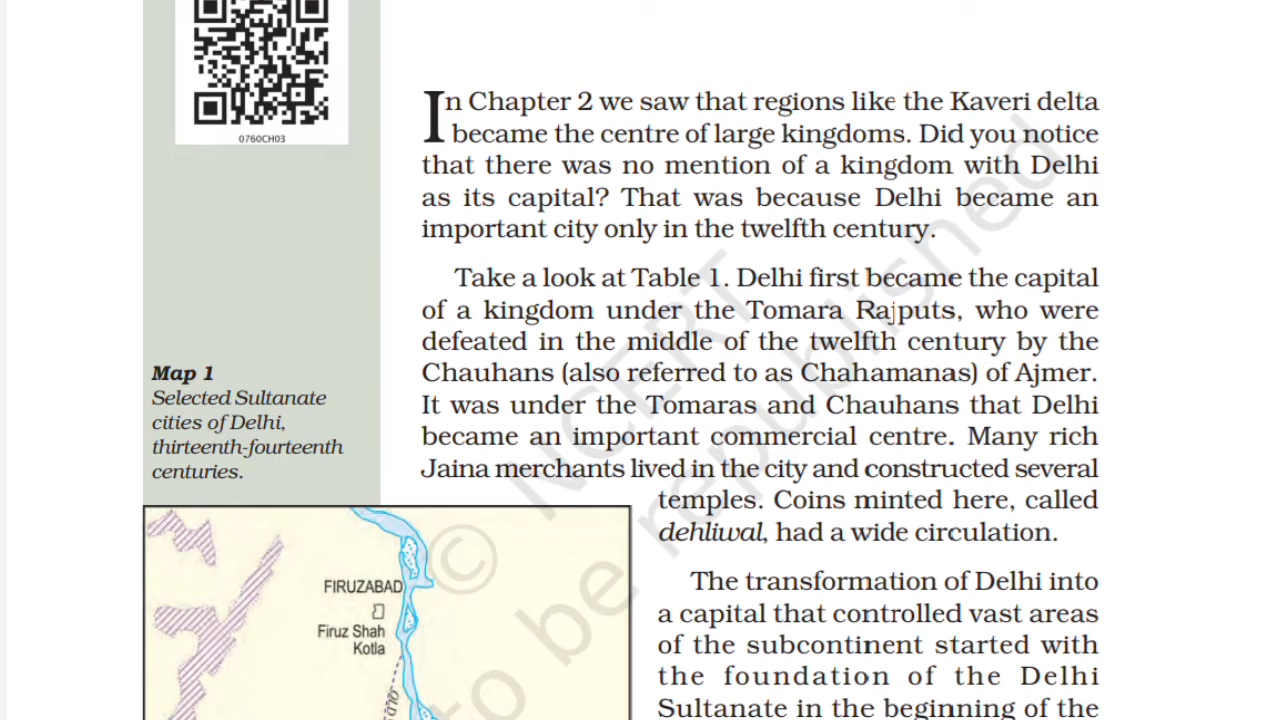 0760CH03
In Chapter 2 we saw that regions like the Kaveri delta
became the centre of large kingdoms. Did you notice
that there was no mention of a kingdom with Delhi
as its capital? That was because Delhi became an
important city only in the twelfth century.
Take a look at Table 1. Delhi first became the capital
of a kingdom under the Tomara Rajputs, who were
defeated in the middle of the twelfth century by the
Chauhans (also referred to as Chahamanas) of Ajmer.
It was under the Tomaras and Chauhans that Delhi
became an important commercial centre. Many rich
Jaina merchants lived in the city and constructed several
temples. Coins minted here, called
dehliwal, had a wide circulation.
The transformation of Delhi into
a capital that controlled vast areas
of the subcontinent started with
the foundation of the Delhi
Sultanate in the beginning of the
Map 1
Selected Sultanate
cities of Delhi,
thirteenth-fourteenth
centuries.
FIRUZABAD
Firuz Shah
Kotla
© NCERT
to be republished